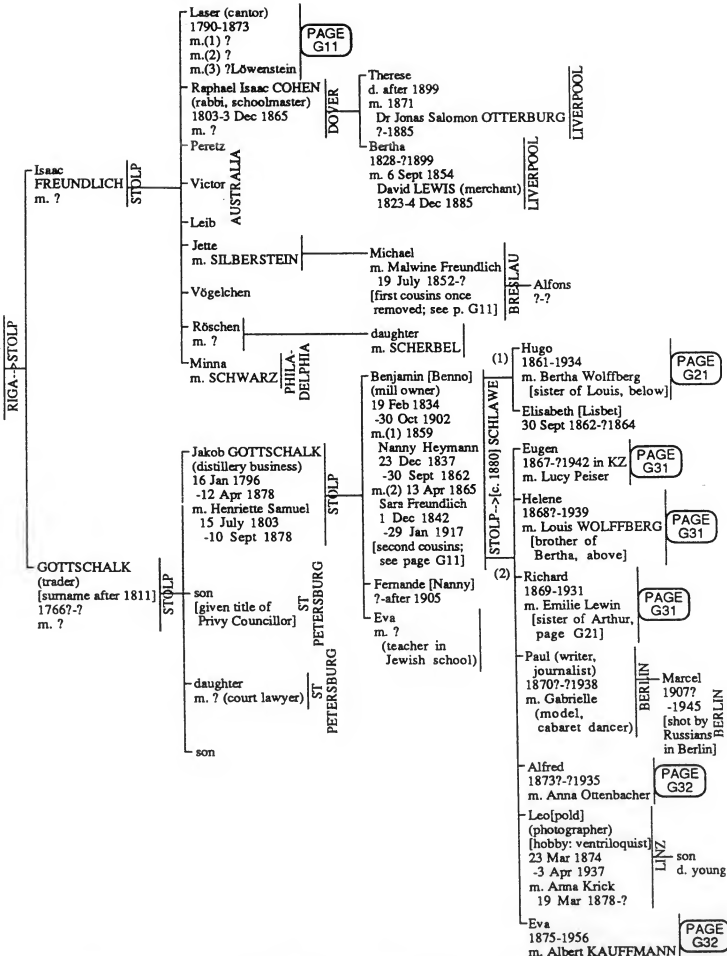 RIGA-->STOLP
Isaac
FREUNDLICH
m. ?
STOLP
Laser (cantor)
1790-1873
m.(1) ?
m.(2) ?
m.(3) ?Löwenstein
PAGE
G11
Raphael Isaac COHEN
(rabbi, schoolmaster)
1803-3 Dec 1865
m. ?
DOVER
Therese
d. after 1899
m. 1871
Dr Jonas Salomon OTTERBURG
?-1885
LIVERPOOL
Bertha
1828-?1899
m. 6 Sept 1854
David LEWIS (merchant)
1823-4 Dec 1885
LIVERPOOL
Peretz
Victor
Leib
AUSTRALIA
Jette
m. SILBERSTEIN
Michael
m. Malwine Freundlich
19 July 1852-?
[first cousins once
removed; see p. G11]
BRESLAU
Alfons
?-?
Vögelchen
Röschen
m. ?
daughter
m. SCHERBEL
Minna
m. SCHWARZ
PHILA-
DELPHIA
GOTTSCHALK
(trader)
[surname after 1811]
1766?-?
m. ?
STOLP
Jakob GOTTSCHALK
(distillery business)
16 Jan 1796
-12 Apr 1878
m. Henriette Samuel
15 July 1803
-10 Sept 1878
STOLP
son
[given title of
Privy Councillor]
ST
PETERSBURG
daughter
m. ? (court lawyer)
ST
PETERSBURG
son
Benjamin [Benno]
(mill owner)
19 Feb 1834
-30 Oct 1902
m.(1) 1859
Nanny Heymann
23 Dec 1837
-30 Sept 1862
m.(2) 13 Apr 1865
Sara Freundlich
1 Dec 1842
-29 Jan 1917
[second cousins;
see page G11]
STOLP-->[c. 1880] SCHLAWE
Fernande [Nanny]
?-after 1905
Eva
m. ?
(teacher in
Jewish school)
(1)
Hugo
1861-1934
m. Bertha Wolffberg
[sister of Louis, below]
PAGE
G21
Elisabeth [Lisbet]
30 Sept 1862-?1864
(2)
Eugen
1867-?1942 in KZ
m. Lucy Peiser
PAGE
G31
Helene
1868?-1939
m. Louis WOLFFBERG
[brother of
Bertha, above]
PAGE
G31
Richard
1869-1931
m. Emilie Lewin
[sister of Arthur,
page G21]
PAGE
G31
Paul (writer,
journalist)
1870?-?1938
m. Gabrielle
(model,
cabaret dancer)
BERLIN
Marcel
1907?
-1945
[shot by
Russians
in Berlin]
BERLIN
Alfred
1873?-?1935
m. Anna Ottenbacher
PAGE
G32
Leo[pold]
(photographer)
[hobby: ventriloquist]
23 Mar 1874
-3 Apr 1937
m. Anna Krick
19 Mar 1878-?
LINZ
son
d. young
Eva
1875-1956
m. Albert KAUFFMANN
PAGE
G32